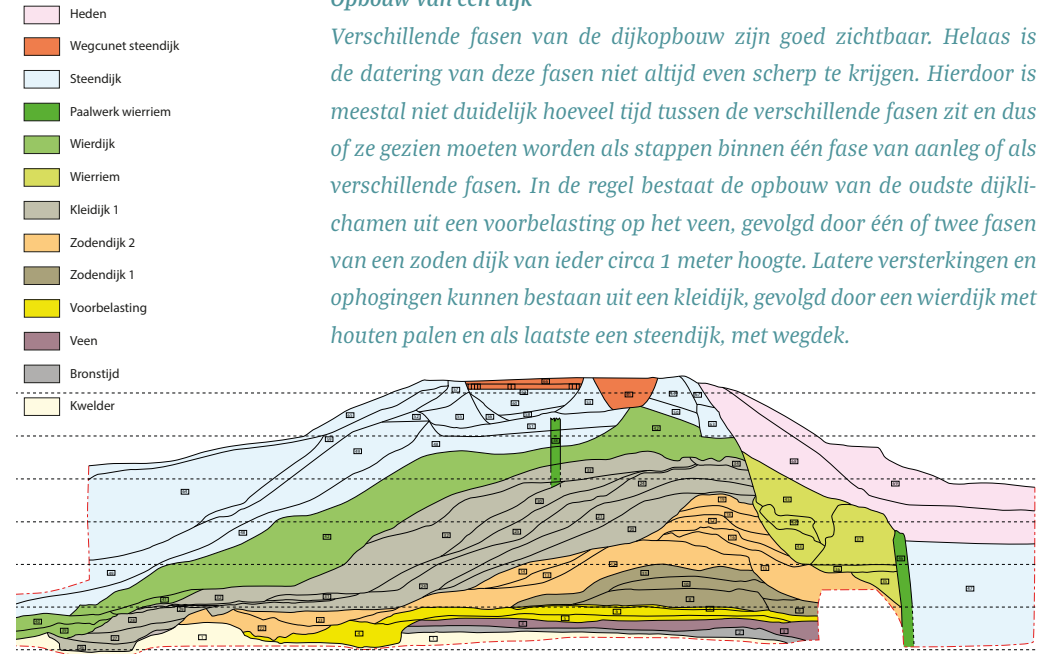 Heden
Wegcunet steendijk
Steendijk
Paalwerk wierriem
Wierdijk
Wierriem
Kleidijk 1
Zodendijk 2
Zodendijk 1
Voorbelasting
Veen
Bronstijd
Kwelder
Opbouw van een dijk
Verschillende fasen van de dijkopbouw zijn goed zichtbaar. Helaas is
de datering van deze fasen niet altijd even scherp te krijgen. Hierdoor is
meestal niet duidelijk hoeveel tijd tussen de verschillende fasen zit en dus
of ze gezien moeten worden als stappen binnen één fase van aanleg of als
verschillende fasen. In de regel bestaat de opbouw van de oudste dijkli-
chamen uit een voorbelasting op het veen, gevolgd door één of twee fasen
van een zoden dijk van ieder circa 1 meter hoogte. Latere versterkingen en
ophogingen kunnen bestaan uit een kleidijk, gevolgd door een wierdijk met
houten palen en als laatste een steendijk, met wegdek.